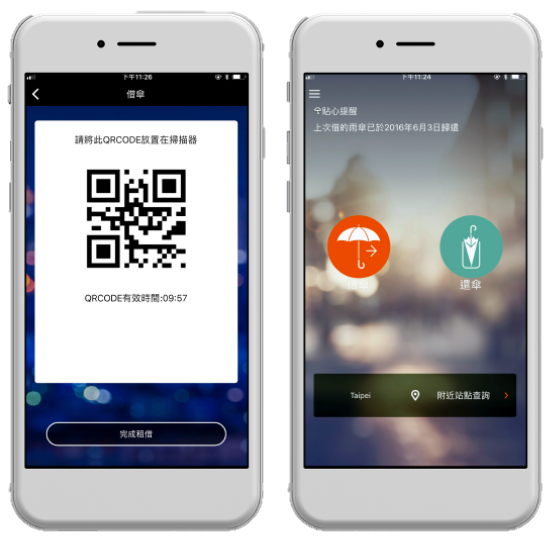 下午11:26
借傘
請將此QRCODE放置在掃描器
QRCODE有效時間:09:57
完成租借
下午11:24
貼心提醒
上次借的雨傘已於2016年6月3日歸還
借傘
還傘
Taipei
附近站點查詢